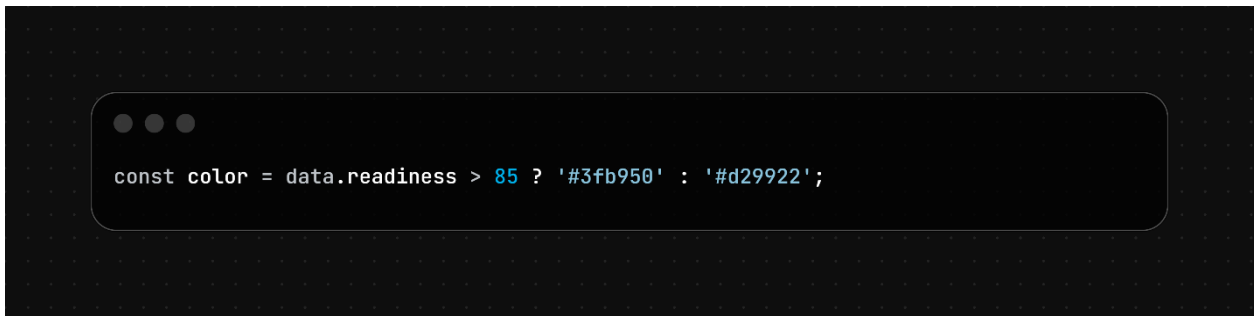 const color = data.readiness > 85 ? '#3fb950' : '#d29922';